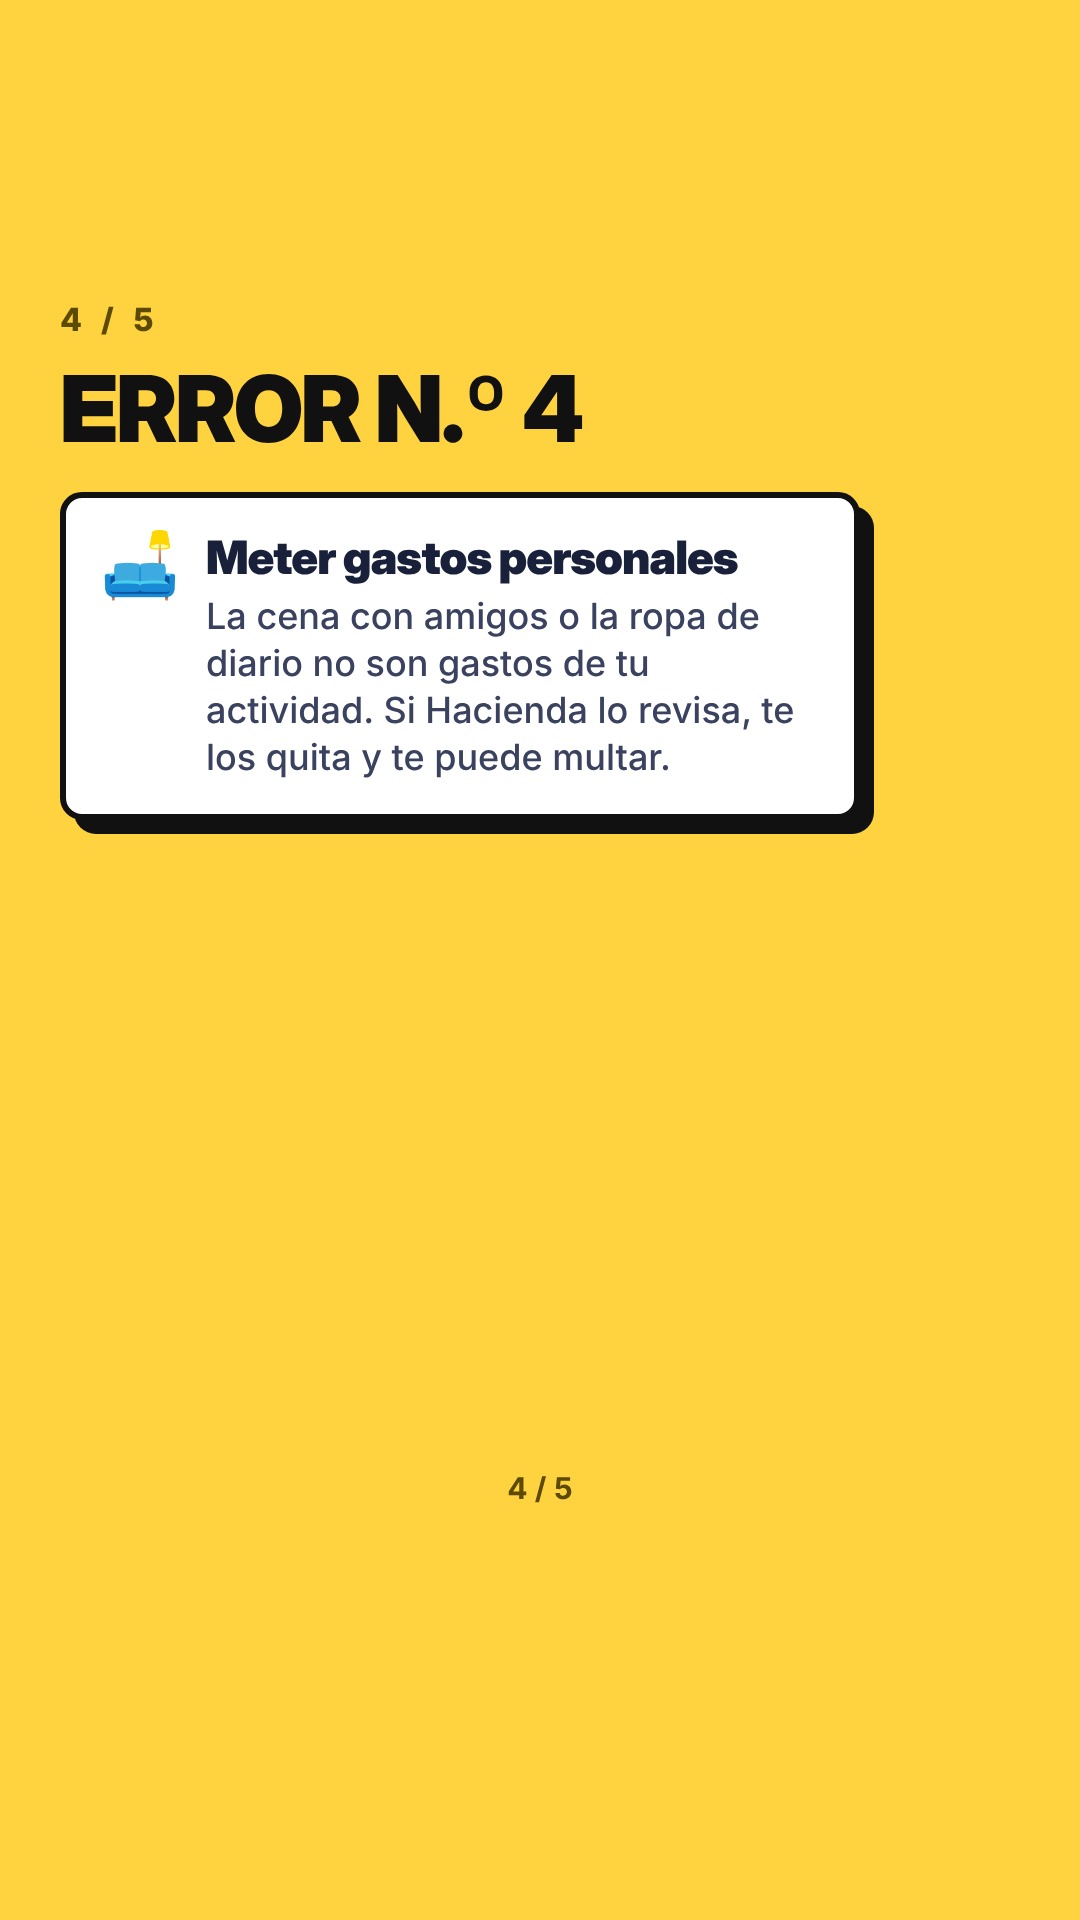 4 / 5
ERROR N.º 4
Meter gastos personales
La cena con amigos o la ropa de
diario no son gastos de tu
actividad. Si Hacienda lo revisa, te
los quita y te puede multar.
4 / 5